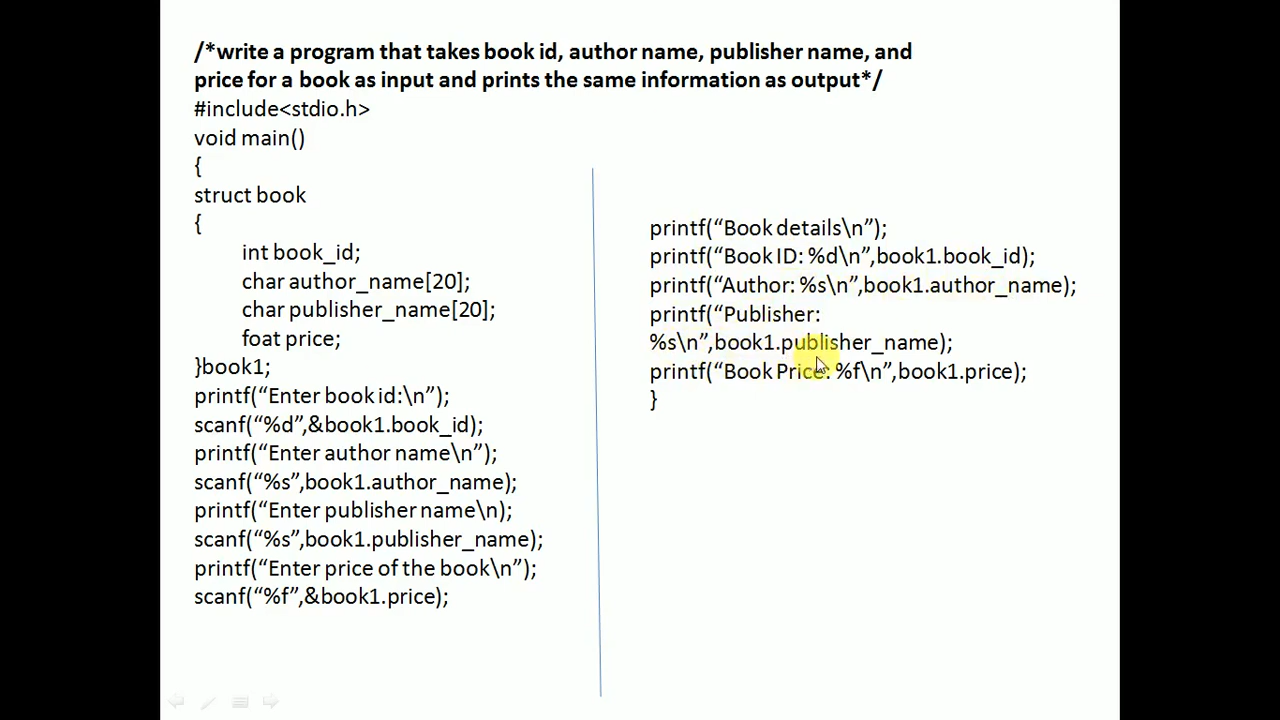 /*write a program that takes book id, author name, publisher name, and
price for a book as input and prints the same information as output*/
#include<stdio.h>
void main()
{
struct book
{
int book_id;
char author_name[20];
char publisher_name[20];
foat price;
}book1;
printf(“Enter book id:\n”);
scanf(“%d”,&book1.book_id);
printf(“Enter author name\n”);
scanf(“%s”,book1.author_name);
printf(“Enter publisher name\n);
scanf(“%s”,book1.publisher_name);
printf(“Enter price of the book\n”);
scanf(“%f”,&book1.price);
printf(“Book details\n”);
printf(“Book ID: %d\n”,book1.book_id);
printf(“Author: %s\n”,book1.author_name);
printf(“Publisher:
%s\n”,book1.publisher_name);
printf(“Book Price: %f\n”,book1.price);
}